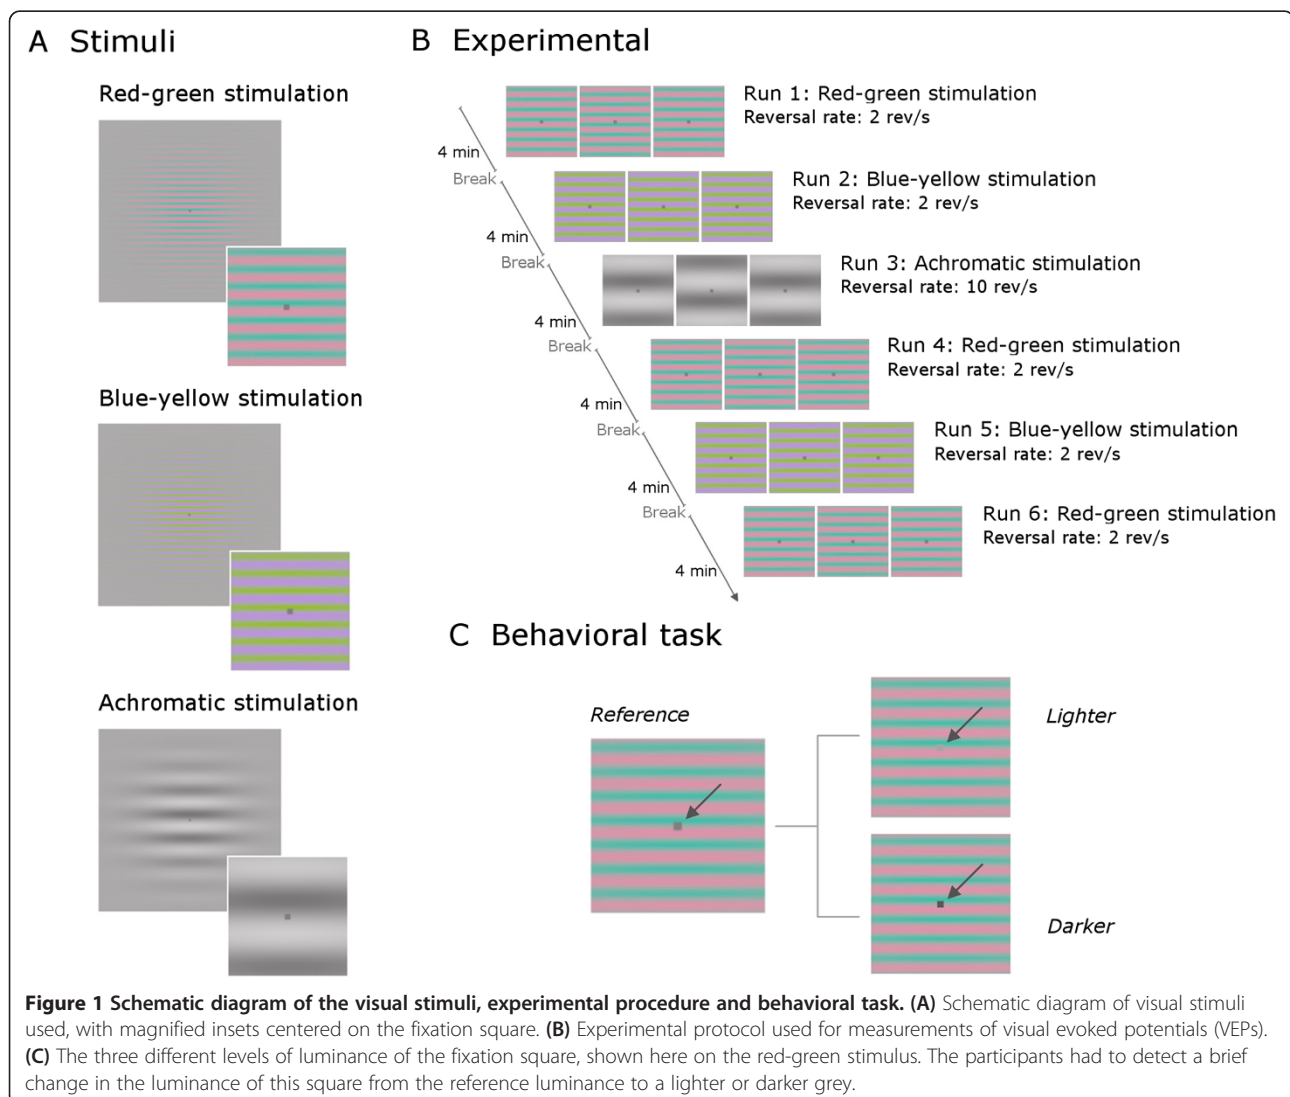 A Stimuli
Red-green stimulation
Blue-yellow stimulation
Achromatic stimulation
B Experimental
Run 1: Red-green stimulation
Reversal rate: 2 rev/s
4 min
Break
Run 2: Blue-yellow stimulation
Reversal rate: 2 rev/s
4 min
Break
Run 3: Achromatic stimulation
Reversal rate: 10 rev/s
4 min
Break
Run 4: Red-green stimulation
Reversal rate: 2 rev/s
4 min
Break
Run 5: Blue-yellow stimulation
Reversal rate: 2 rev/s
4 min
Break
Run 6: Red-green stimulation
Reversal rate: 2 rev/s
4 min
C Behavioral task
Reference
Lighter
Darker
Figure 1 Schematic diagram of the visual stimuli, experimental procedure and behavioral task. (A) Schematic diagram of visual stimuli
used, with magnified insets centered on the fixation square. (B) Experimental protocol used for measurements of visual evoked potentials (VEPs).
(C) The three different levels of luminance of the fixation square, shown here on the red-green stimulus. The participants had to detect a brief
change in the luminance of this square from the reference luminance to a lighter or darker grey.